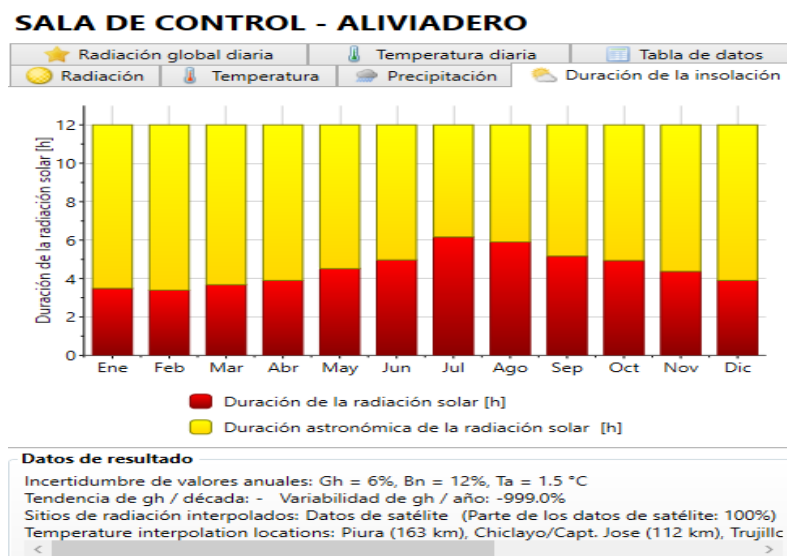 SALA DE CONTROL - ALIVIADERO
Radiación global diaria
Temperatura diaria
Tabla de datos
Radiación
Temperatura
Precipitación
Duración de la insolación
Duración de la radiación solar [h]
12
10
8
6
4
2
0
Ene Feb Mar Abr May Jun Jul Ago Sep Oct Nov Dic
Duración de la radiación solar [h]
Duración astronómica de la radiación solar [h]
Datos de resultado
Incertidumbre de valores anuales: Gh = 6%, Bn = 12%, Ta = 1.5 °C
Tendencia de gh / década: - Variabilidad de gh / año: -999.0%
Sitios de radiación interpolados: Datos de satélite (Parte de los datos de satélite: 100%)
Temperature interpolation locations: Piura (163 km), Chiclayo/Capt. Jose (112 km),